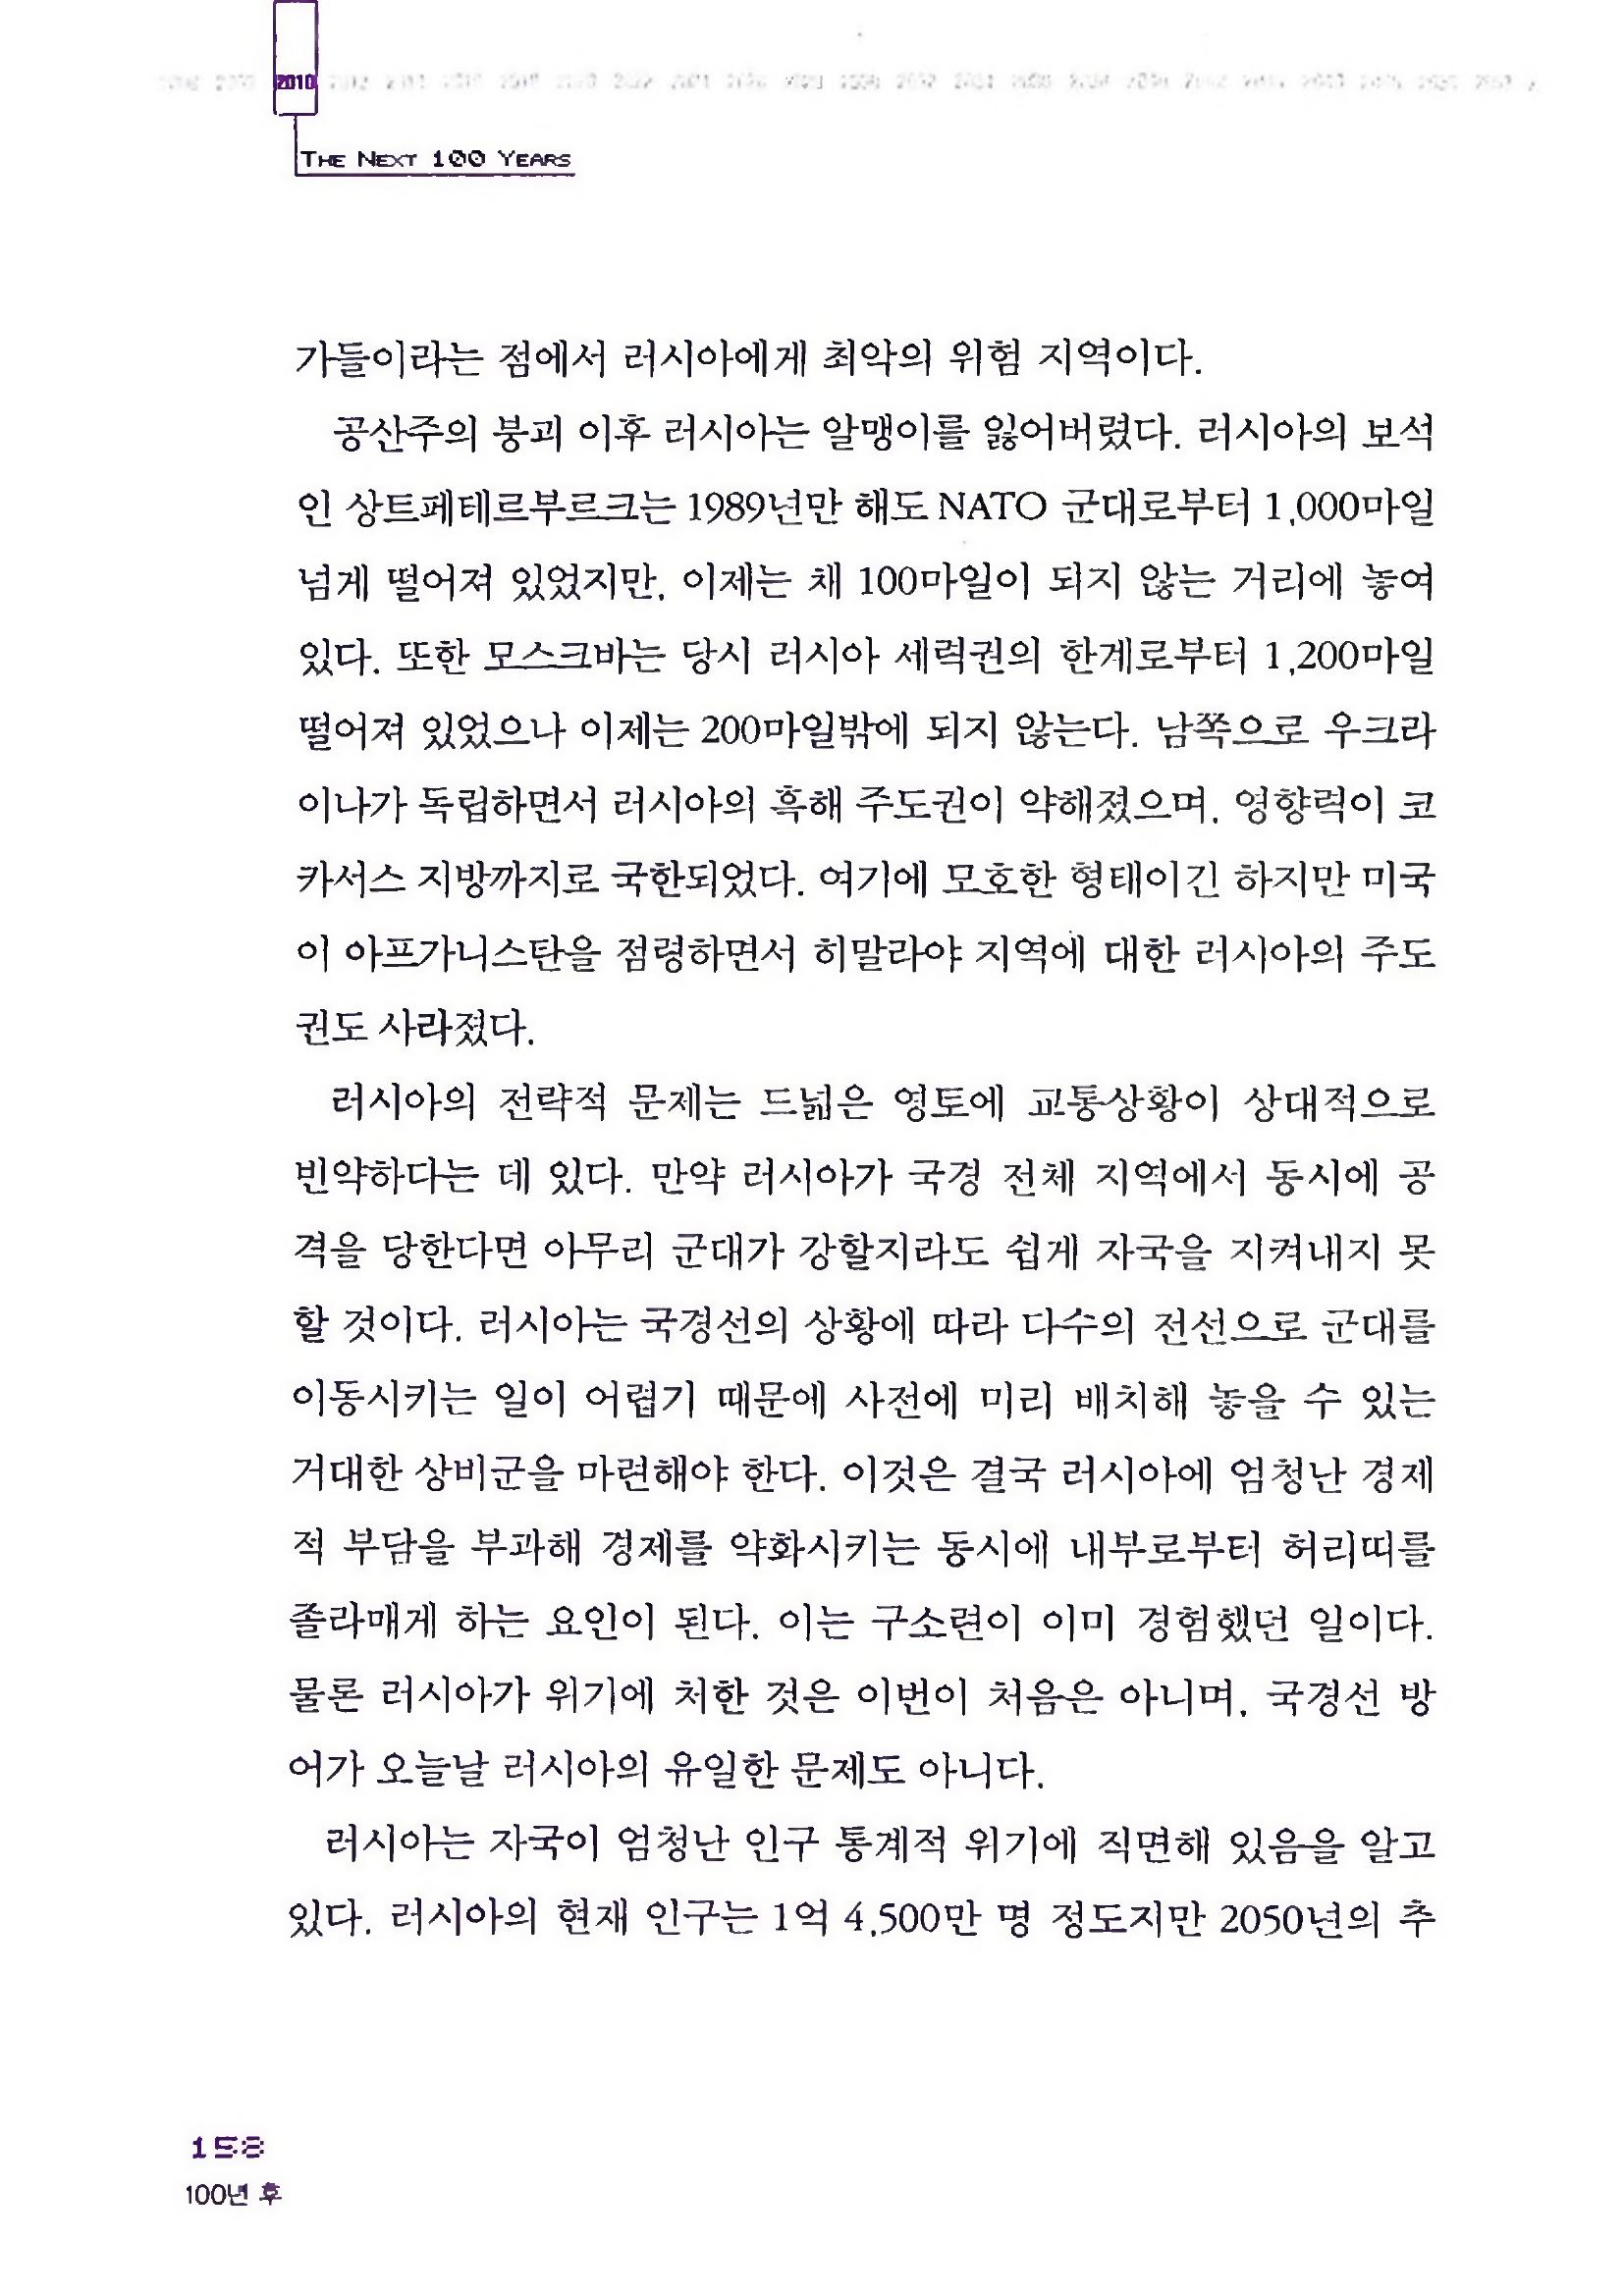 2010
THE NEXT 100 YEARS
가들이라는 점에서 러시아에게 최악의 위험 지역이다.
공산주의 붕괴 이후 러시아는 알맹이를 잃어버렸다. 러시아의 보석
인 상트페테르부르크는 1989년만 해도 NATO 군대로부터 1,000마일
넘게 떨어져 있었지만, 이제는 채 100마일이 되지 않는 거리에 놓여
있다. 또한 모스크바는 당시 러시아 세력권의 한계로부터 1,200마일
떨어져 있었으나 이제는 200마일밖에 되지 않는다. 남쪽으로 우크라
이나가 독립하면서 러시아의 흑해 주도권이 약해졌으며, 영향력이 코
카서스 지방까지로 국한되었다. 여기에 모호한 형태이긴 하지만 미국
이 아프가니스탄을 점령하면서 히말라야 지역에 대한 러시아의 주도
권도 사라졌다.
러시아의 전략적 문제는 드넓은 영토에 교통상황이 상대적으로
빈약하다는 데 있다. 만약 러시아가 국경 전체 지역에서 동시에 공
격을 당한다면 아무리 군대가 강할지라도 쉽게 자국을 지켜내지 못
할 것이다. 러시아는 국경선의 상황에 따라 다수의 전선으로 군대를
이동시키는 일이 어렵기 때문에 사전에 미리 배치해 놓을 수 있는
거대한 상비군을 마련해야 한다. 이것은 결국 러시아에 엄청난 경제
적 부담을 부과해 경제를 약화시키는 동시에 내부로부터 허리띠를
졸라매게 하는 요인이 된다. 이는 구소련이 이미 경험했던 일이다.
물론 러시아가 위기에 처한 것은 이번이 처음은 아니며, 국경선 방
어가 오늘날 러시아의 유일한 문제도 아니다.
러시아는 자국이 엄청난 인구 통계적 위기에 직면해 있음을 알고
있다. 러시아의 현재 인구는 1억 4,500만 명 정도지만 2050년의 추
158
100년 후